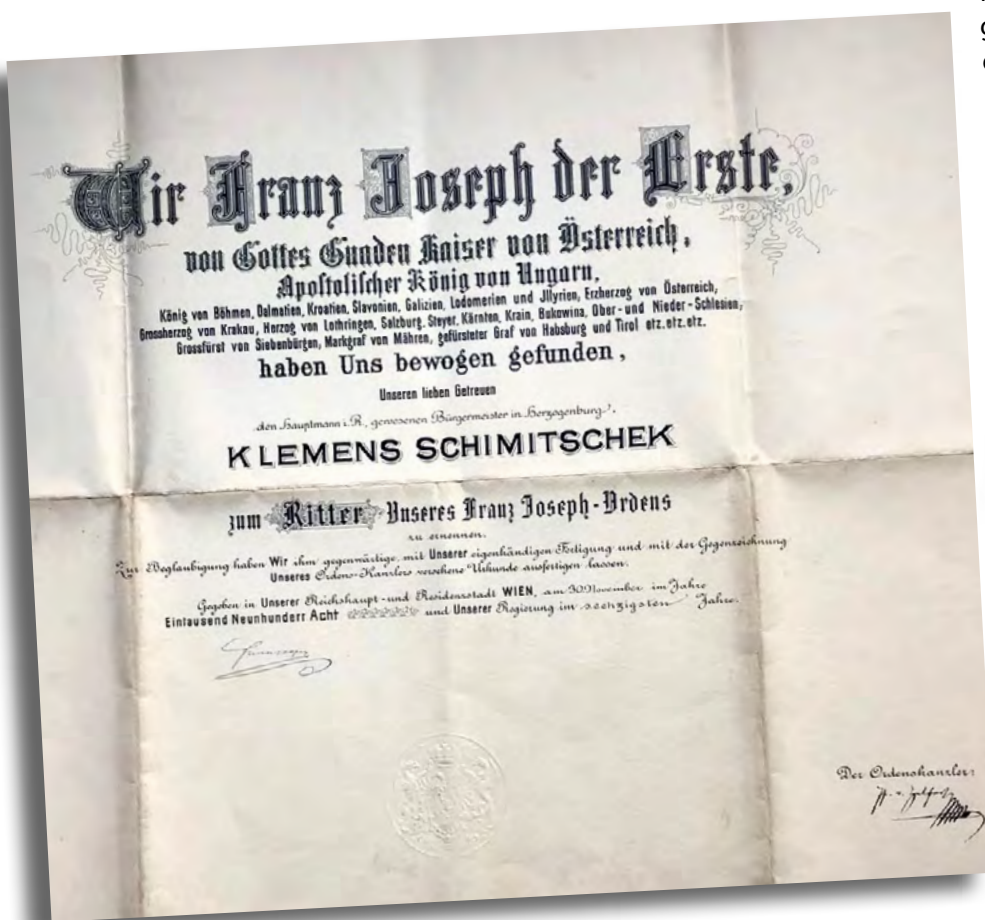 Wir Franz Joseph der Erste,
von Gottes Gnaden Kaiser von Österreich,
Apostolischer König von Ungarn,
König von Böhmen, Dalmatien, Kroatien, Slavonien, Galizien, Lodomerien und Jllyrien, Erzherzog von Österreich,
Grossherzog von Krakau, Herzog von Lothringen, Salzburg, Steyer, Kärnten, Krain, Bukowina, Ober- und Nieder-Schlesien,
Grossfürst von Siebenbürgen, Markgraf von Mähren, gefürsteter Graf von Habsburg und Tirol etz.etz.etz.
haben Uns bewogen gefunden,
Unseren lieben Getreuen
den Hauptmann i. R., gewesenen Bürgermeister in Herzogenburg,
KLEMENS SCHIMITSCHEK
zum Ritter Unseres Franz Joseph-Ordens
zu ernennen.
Zur Beglaubigung haben Wir ihm gegenwärtige, mit Unserer eigenhändigen Fertigung und mit der Gegenzeichnung
Unseres Ordens-Kanzlers versehene Urkunde ausfertigen lassen.
Gegeben in Unserer Reichshaupt- und Residenzstadt WIEN, am 30 November im Jahre
Eintausend Neunhundert Acht und Unserer Regierung im sechzigsten Jahre.
Der Ordenskanzler: